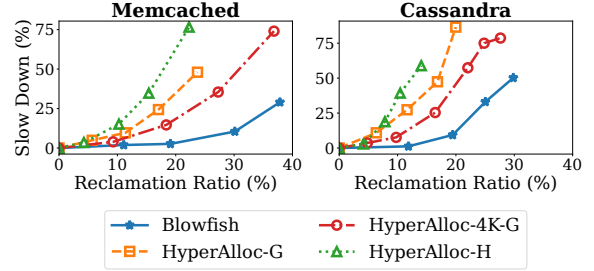 Memcached
Cassandra
Slow Down (%)
75
50
25
0
0 10 20 30 40
Reclamation Ratio (%)
75
50
25
0
0 10 20 30 40
Reclamation Ratio (%)
Blowfish
HyperAlloc-G
HyperAlloc-4K-G
HyperAlloc-H